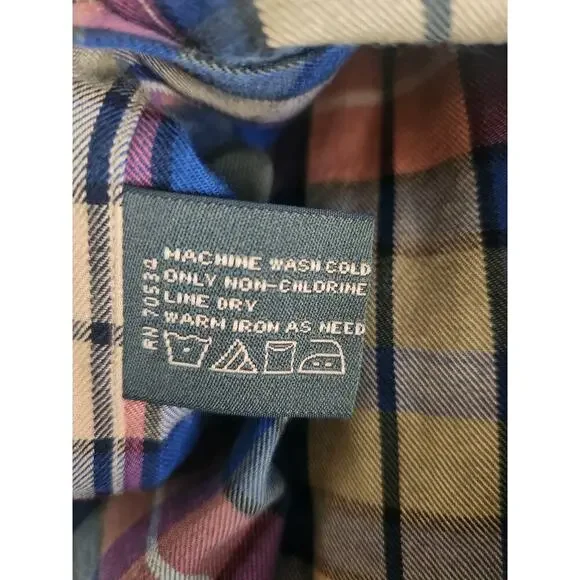 MACHINE WASH COLD
ONLY NON-CHLORINE
LINE DRY
WARM IRON AS NEED
RN 70534